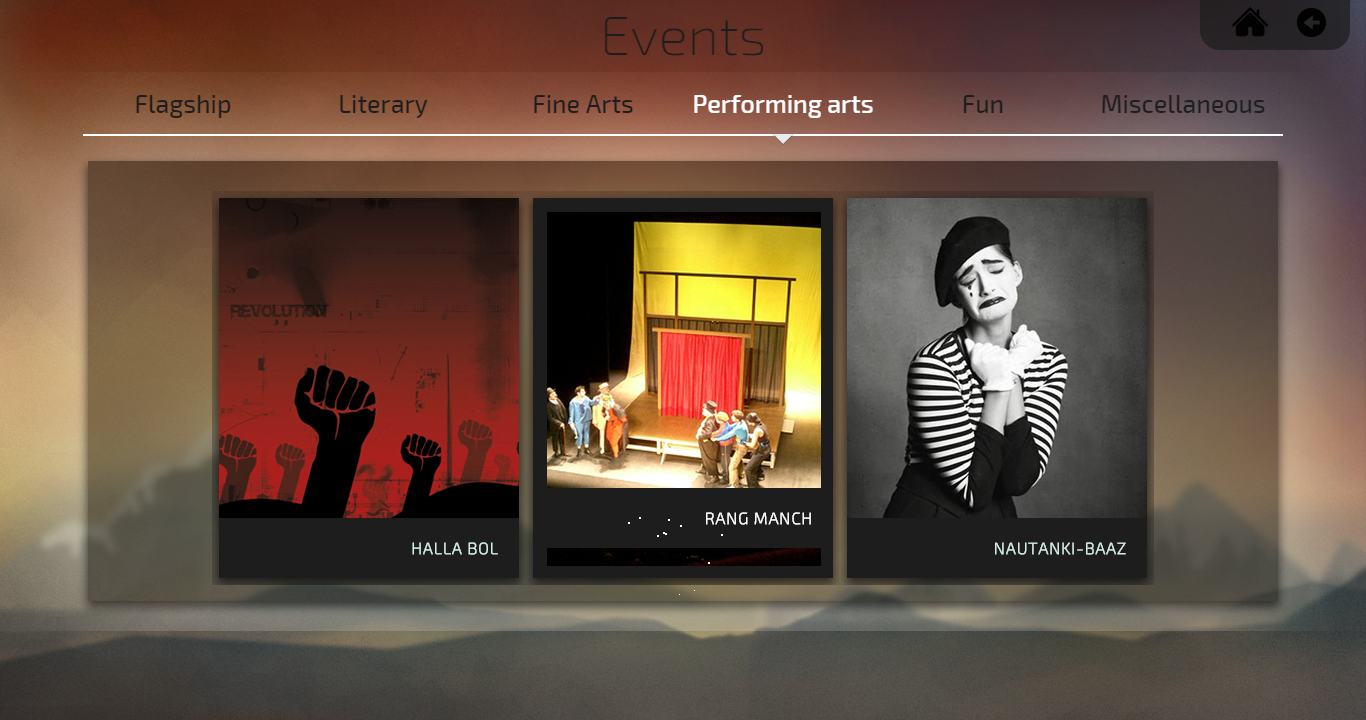 Events
Flagship
Literary
Fine Arts
Performing arts
Fun
Miscellaneous
REVOLUTION
HALLA BOL
RANG MANCH
NAUTANKI-BAAZ